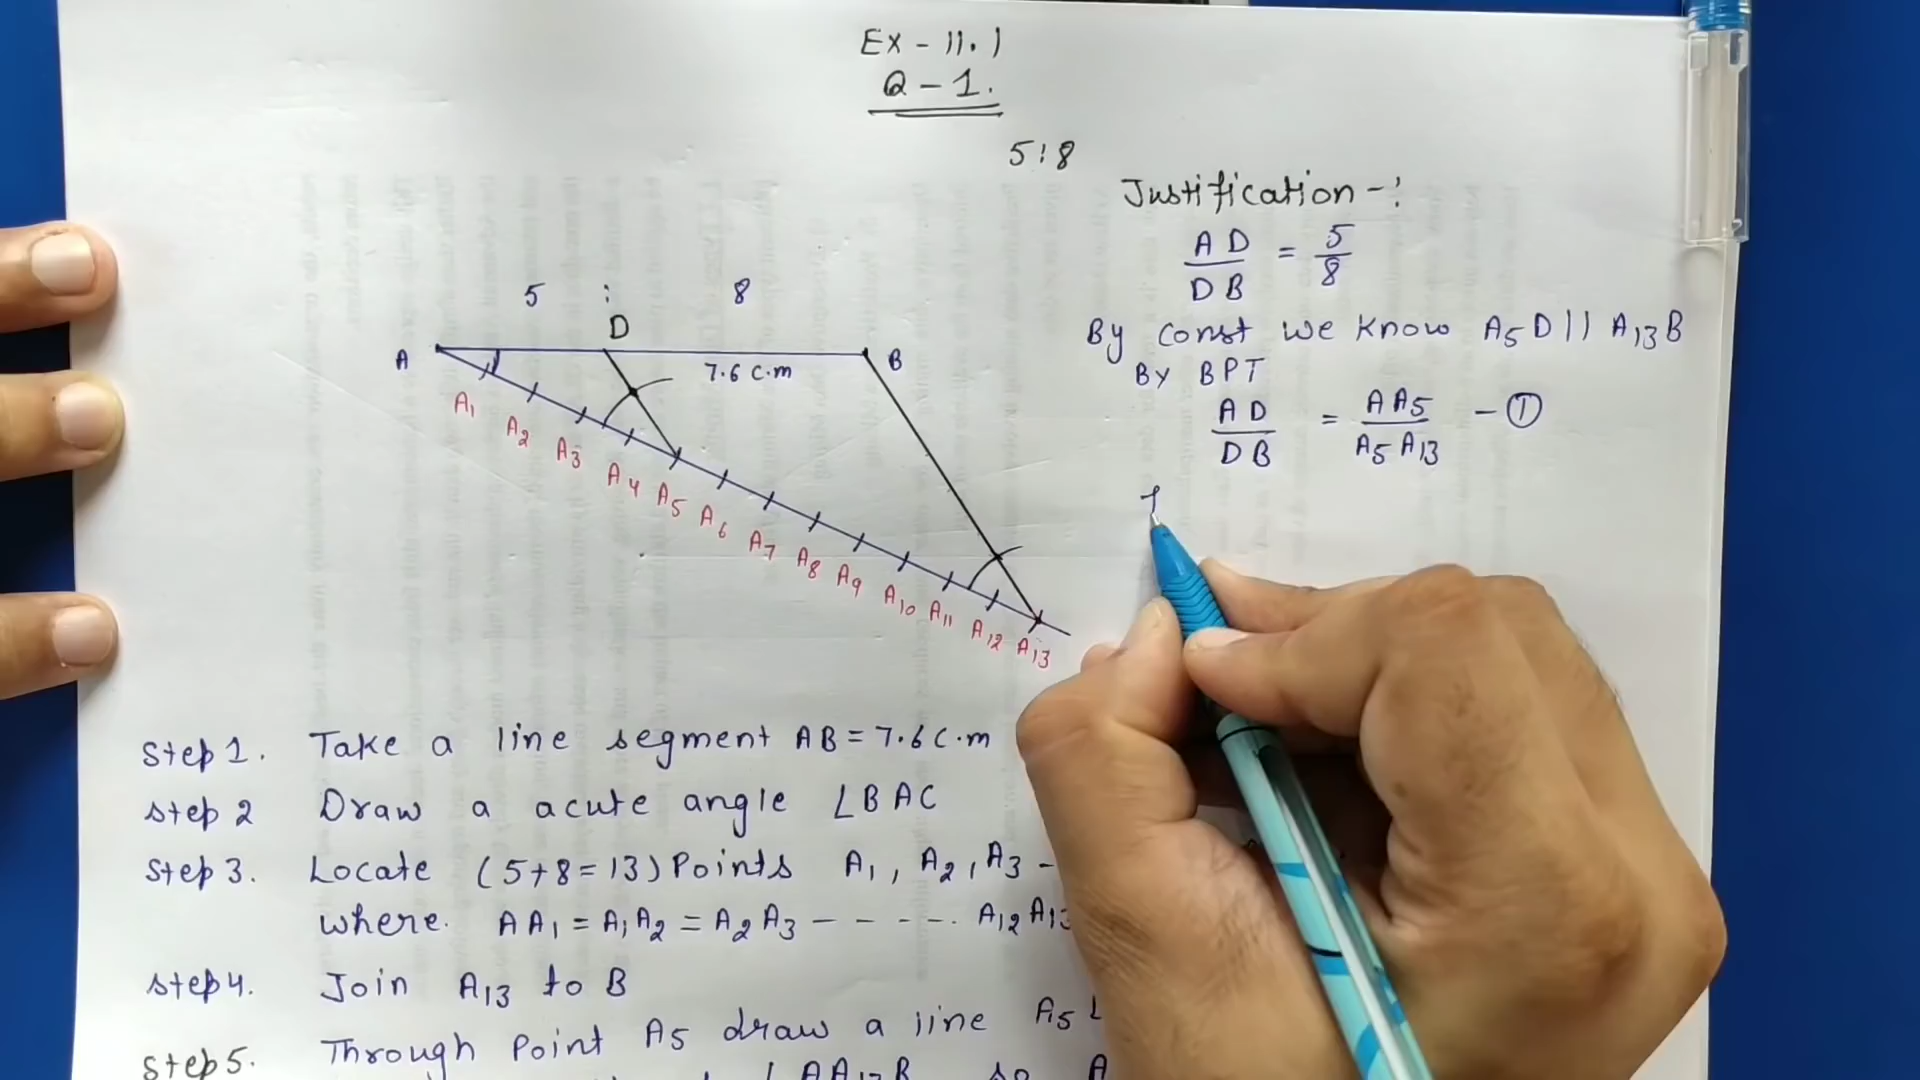 Ex - 11.1
Q - 1.
5:8
5 : 8
D
A
B
7.6 c.m
A1
A2
A3
A4
A5
A6
A7
A8
A9
A10
A11
A12
A13
Justification -:
AD/DB = 5/8
By const we know A5D || A13B
By BPT
AD/DB = AA5/A5A13 - ①
Step 1. Take a line segment AB = 7.6 c.m
Step 2 Draw a acute angle ∠BAC
Step 3. Locate (5+8=13) Points A1, A2, A3 -
where. AA1 = A1A2 = A2A3 - - - -. A12A13
Step 4. Join A13 to B
Step 5. Through Point A5 draw a line A5